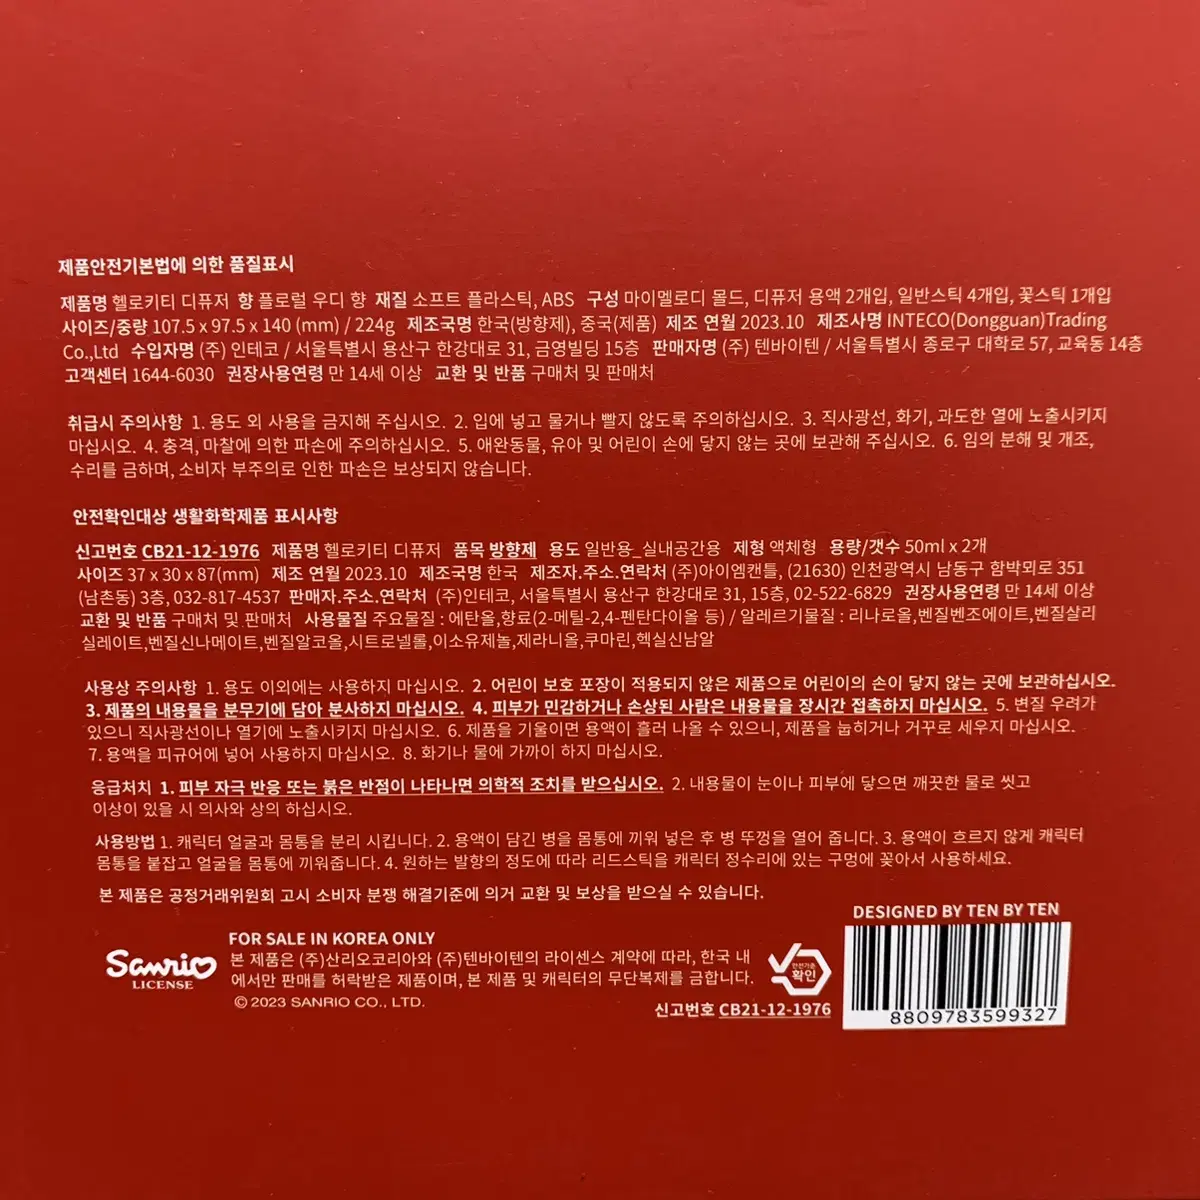 제품안전기본법에 의한 품질표시
제품명 헬로키티 디퓨저 향 플로럴 우디 향 재질 소프트 플라스틱, ABS 구성 마이멜로디 몰드, 디퓨저 용액 2개입, 일반스틱 4개입, 꽃스틱 1개입
사이즈/중량 107.5 x 97.5 x 140 (mm) / 224g 제조국명 한국(방향제), 중국(제품) 제조 연월 2023.10 제조사명 INTECO(Dongguan)Trading
Co.,Ltd 수입자명 (주) 인테코 / 서울특별시 용산구 한강대로 31, 금영빌딩 15층 판매자명 (주) 텐바이텐 / 서울특별시 종로구 대학로 57, 교육동 14층
고객센터 1644-6030 권장사용연령 만 14세 이상 교환 및 반품 구매처 및 판매처
취급시 주의사항 1. 용도 외 사용을 금지해 주십시오. 2. 입에 넣고 물거나 빨지 않도록 주의하십시오. 3. 직사광선, 화기, 과도한 열에 노출시키지
마십시오. 4. 충격, 마찰에 의한 파손에 주의하십시오. 5. 애완동물, 유아 및 어린이 손에 닿지 않는 곳에 보관해 주십시오. 6. 임의 분해 및 개조,
수리를 금하며, 소비자 부주의로 인한 파손은 보상되지 않습니다.
안전확인대상 생활화학제품 표시사항
신고번호 CB21-12-1976 제품명 헬로키티 디퓨저 품목 방향제 용도 일반용_실내공간용 제형 액체형 용량/갯수 50ml x 2개
사이즈 37 x 30 x 87(mm) 제조 연월 2023.10 제조국명 한국 제조자.주소.연락처 (주)아이엠캔들, (21630) 인천광역시 남동구 함박뫼로 351
(남촌동) 3층, 032-817-4537 판매자.주소.연락처 (주)인테코, 서울특별시 용산구 한강대로 31, 15층, 02-522-6829 권장사용연령 만 14세 이상
교환 및 반품 구매처 및 판매처 사용물질 주요물질 : 에탄올,향료(2-메틸-2,4-펜탄다이올 등) / 알레르기물질 : 리나로올,벤질벤조에이트,벤질살리
실레이트,벤질신나메이트,벤질알코올,시트로넬롤,이소유제놀,제라니올,쿠마린,헥실신남알
사용상 주의사항 1. 용도 이외에는 사용하지 마십시오. 2. 어린이 보호 포장이 적용되지 않은 제품으로 어린이의 손이 닿지 않는 곳에 보관하십시오.
3. 제품의 내용물을 분무기에 담아 분사하지 마십시오. 4. 피부가 민감하거나 손상된 사람은 내용물을 장시간 접촉하지 마십시오. 5. 변질 우려가
있으니 직사광선이나 열기에 노출시키지 마십시오. 6. 제품을 기울이면 용액가 흘러 나올 수 있으니, 제품을 눕히거나 거꾸로 세우지 마십시오.
7. 용액을 피규어에 넣어 사용하지 마십시오. 8. 화기나 물에 가까이 하지 마십시오.
응급처치 1. 피부 자극 반응 또는 붉은 반점이 나타나면 의학적 조치를 받으십시오. 2. 내용물이 눈이나 피부에 닿으면 깨끗한 물로 씻고
이상이 있을 시 의사와 상의 하십시오.
사용방법 1. 캐릭터 얼굴과 몸통을 분리 시킵니다. 2. 용액이 담긴 병을 몸통에 끼워 넣은 후 병 뚜껑을 열어 줍니다. 3. 용액이 흐르지 않게 캐릭터
몸통을 붙잡고 얼굴을 몸통에 끼워줍니다. 4. 원하는 발향의 정도에 따라 리드스틱을 캐릭터 정수리에 있는 구멍에 꽂아서 사용하세요.
본 제품은 공정거래위원회 고시 소비자 분쟁 해결기준에 의거 교환 및 보상을 받으실 수 있습니다.
DESIGNED BY TEN BY TEN
FOR SALE IN KOREA ONLY
본 제품은 (주)산리오코리아와 (주)텐바이텐의 라이센스 계약에 따라, 한국 내
에서만 판매를 허락받은 제품이며, 본 제품 및 캐릭터의 무단복제를 금합니다.
© 2023 SANRIO CO., LTD.
Sanrio
LICENSE
안전기준
확인
신고번호 CB21-12-1976
8809783599327